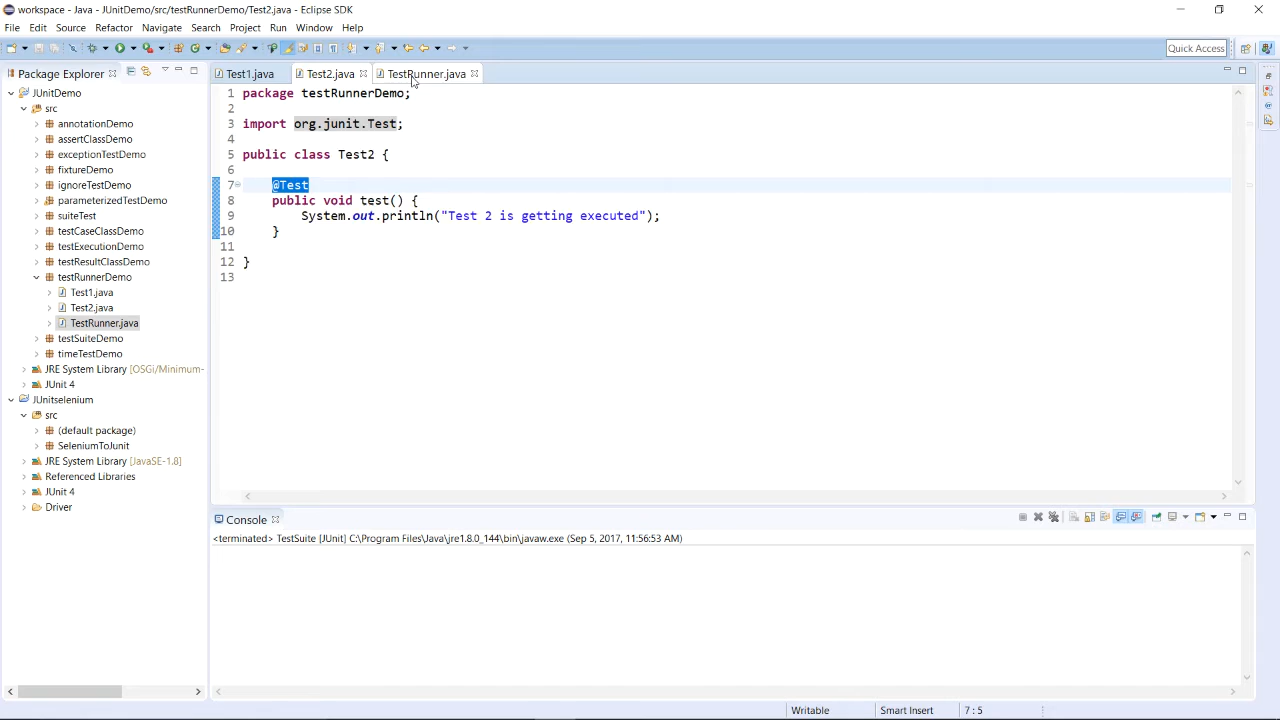 workspace - Java - JUnitDemo/src/testRunnerDemo/Test2.java - Eclipse SDK
File Edit Source Refactor Navigate Search Project Run Window Help
Quick Access
Package Explorer
JUnitDemo
src
annotationDemo
assertClassDemo
exceptionTestDemo
fixtureDemo
ignoreTestDemo
parameterizedTestDemo
suiteTest
testCaseClassDemo
testExecutionDemo
testResultClassDemo
testRunnerDemo
Test1.java
Test2.java
TestRunner.java
testSuiteDemo
timeTestDemo
JRE System Library [OSGi/Minimum-
JUnit 4
JUnitselenium
src
(default package)
SeleniumToJunit
JRE System Library [JavaSE-1.8]
Referenced Libraries
JUnit 4
Driver
Test1.java Test2.java TestRunner.java
1 package testRunnerDemo;
2
3 import org.junit.Test;
4
5 public class Test2 {
6
7 @Test
8 public void test() {
9 System.out.println("Test 2 is getting executed");
10 }
11
12 }
13
Console
<terminated> TestSuite [JUnit] C:\Program Files\Java\jre1.8.0_144\bin\javaw.exe (Sep 5, 2017, 11:56:53 AM)
Writable Smart Insert 7 : 5